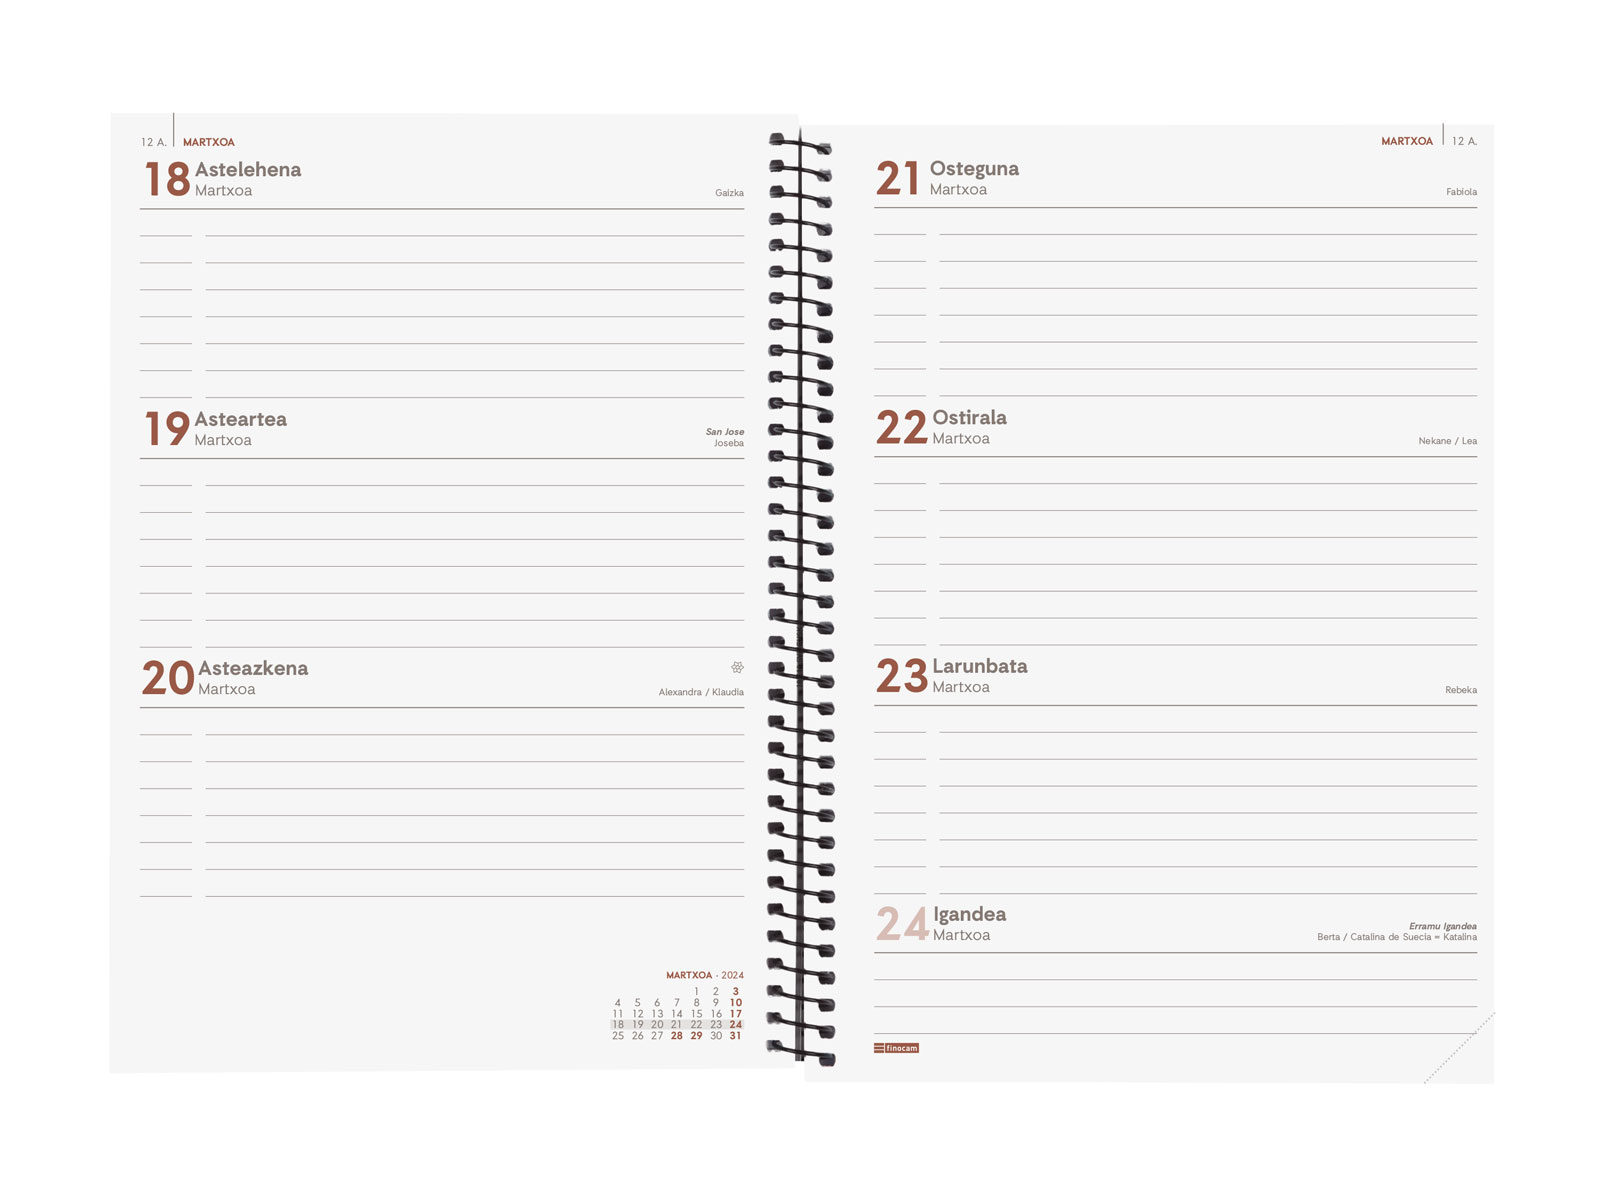 12 A. MARTXOA
18 Astelehena
Martxoa
Gaizka
19 Asteartea
Martxoa
San Jose
Joseba
20 Asteazkena
Martxoa
Alexandra / Klaudia
MARTXOA - 2024
1 2 3
4 5 6 7 8 9 10
11 12 13 14 15 16 17
18 19 20 21 22 23 24
25 26 27 28 29 30 31
MARTXOA 12 A.
21 Osteguna
Martxoa
Fabiola
22 Ostirala
Martxoa
Nekane / Lea
23 Larunbata
Martxoa
Rebeka
24 Igandea
Martxoa
Erramu Igandea
Berta / Catalina de Suecia = Katalina
finocam